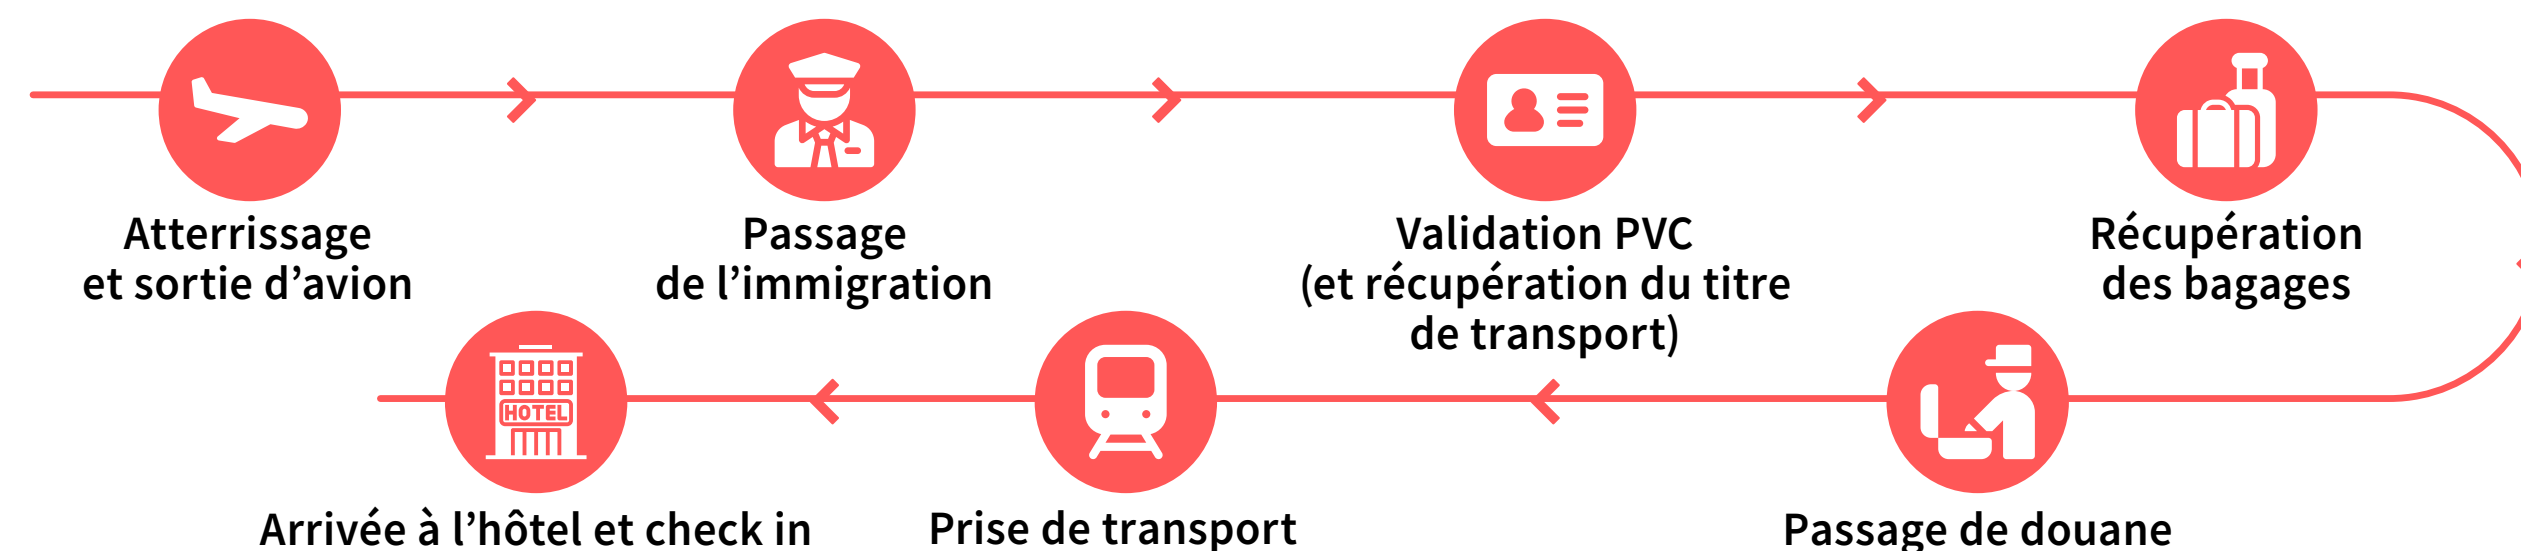 Atterrissage
et sortie d’avion
Passage
de l’immigration
Validation PVC
(et récupération du titre
de transport)
Récupération
des bagages
Passage de douane
Prise de transport
HOTEL
Arrivée à l’hôtel et check in